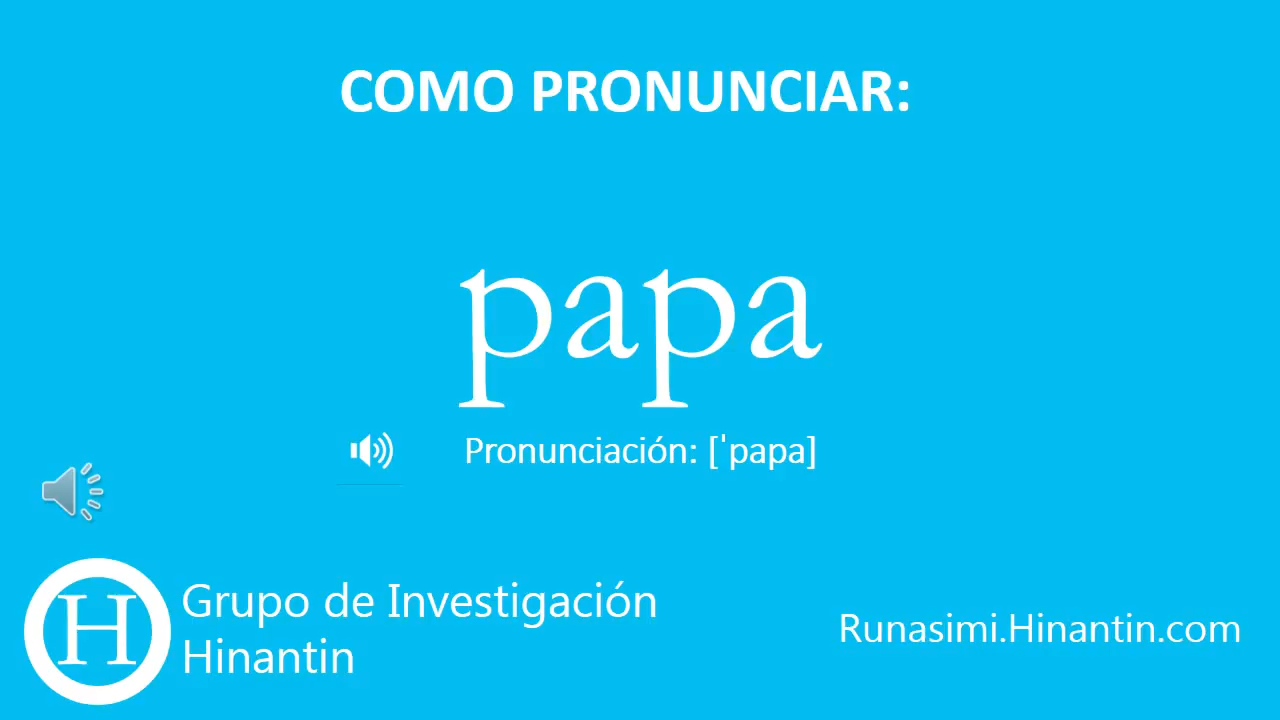 COMO PRONUNCIAR:
papa
Pronunciación: [ˈpapa]
H
Grupo de Investigación
Hinantin
Runasimi.Hinantin.com